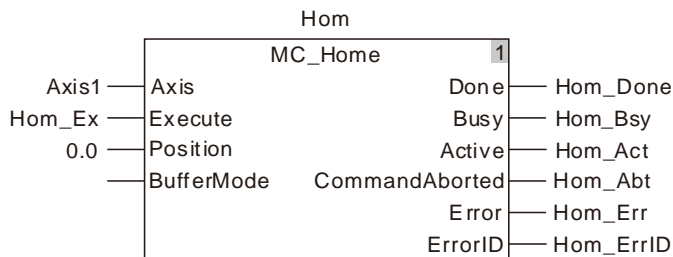 Hom
MC_Home 1
Axis1 Axis Done Hom_Done
Hom_Ex Execute Busy Hom_Bsy
0.0 Position Active Hom_Act
BufferMode CommandAborted Hom_Abt
Error Hom_Err
ErrorID Hom_ErrID